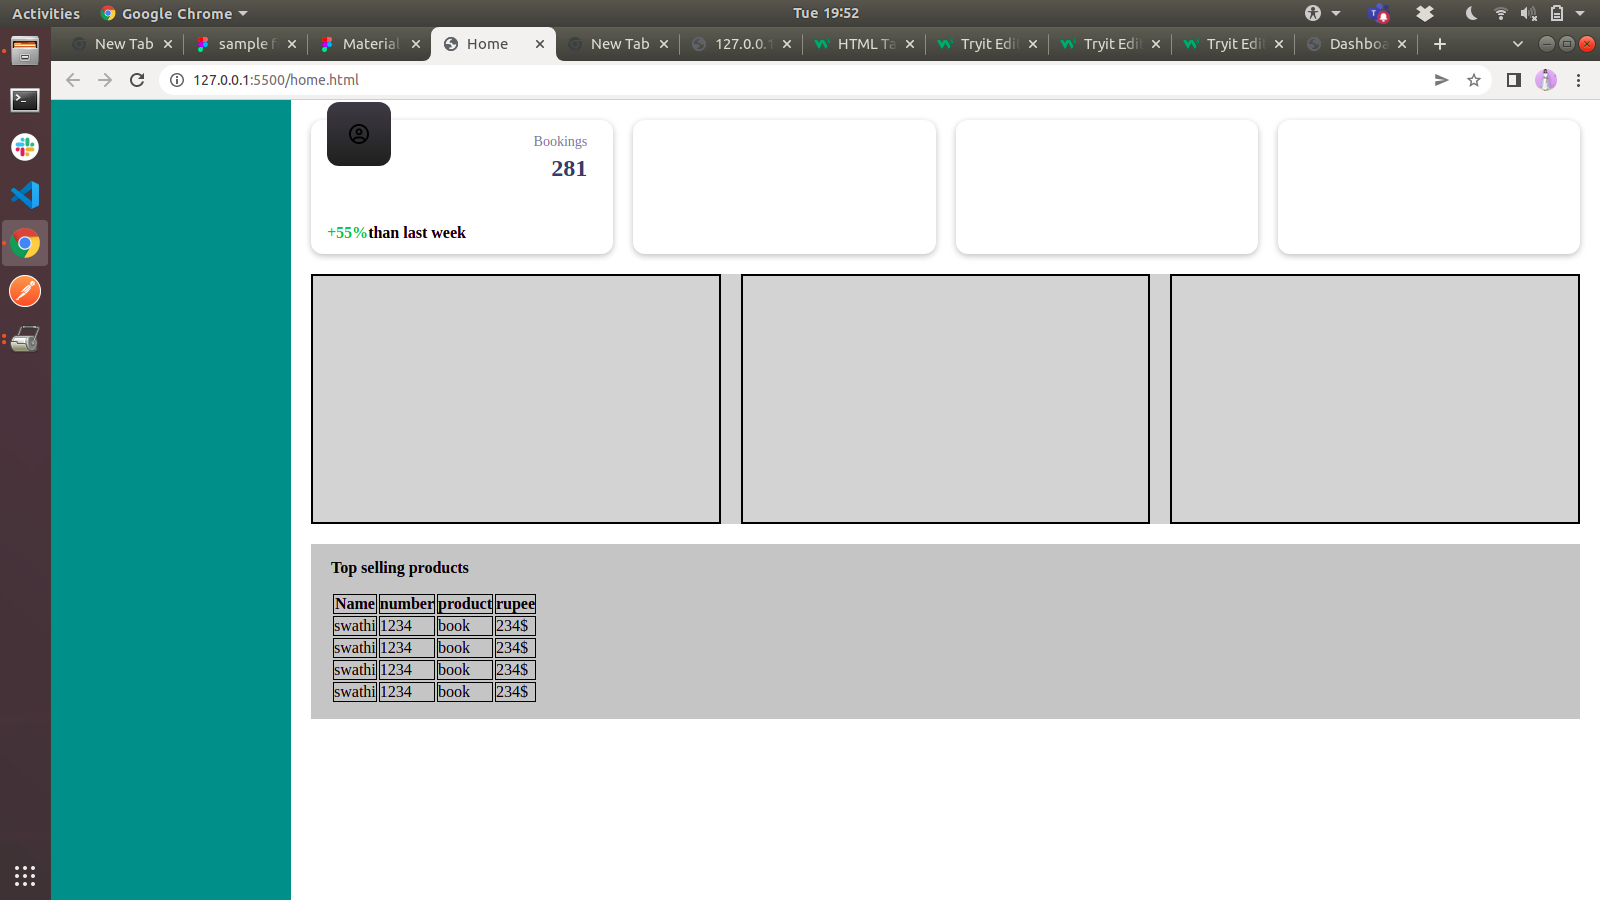 Activities Google Chrome Tue 19:52
New Tab sample f Material Home New Tab 127.0.0.1 HTML Ta Tryit Edit Tryit Edit Tryit Edit Dashboa
127.0.0.1:5500/home.html
Bookings
281
+55%than last week
Top selling products
Name number product rupee
swathi 1234 book 234$
swathi 1234 book 234$
swathi 1234 book 234$
swathi 1234 book 234$